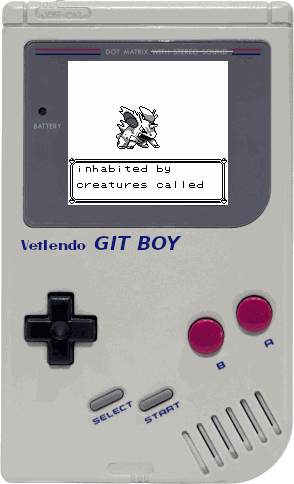 DOT MATRIX WITH STEREO SOUND
BATTERY
inhabited by
creatures called
Vetlendo GIT BOY
B
A
SELECT
START